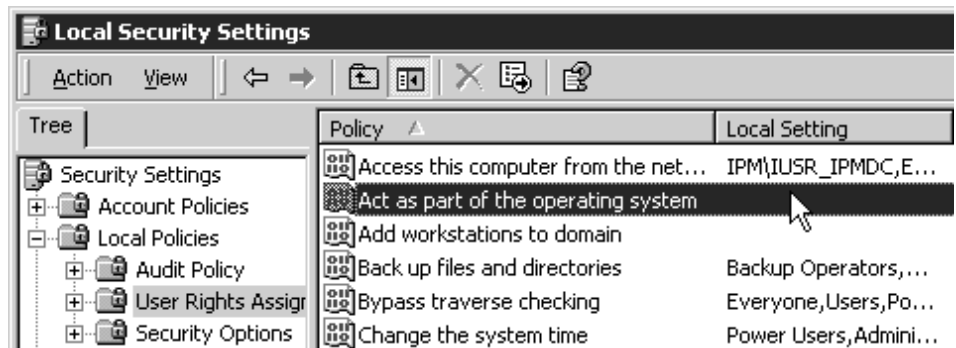 Local Security Settings
Action View
Tree Policy Local Setting
Security Settings Access this computer from the net... IPM\IUSR_IPMDC,E...
Account Policies Act as part of the operating system
Local Policies Add workstations to domain
Audit Policy Back up files and directories Backup Operators,...
User Rights Assigr Bypass traverse checking Everyone,Users,Po...
Security Options Change the system time Power Users,Admini...